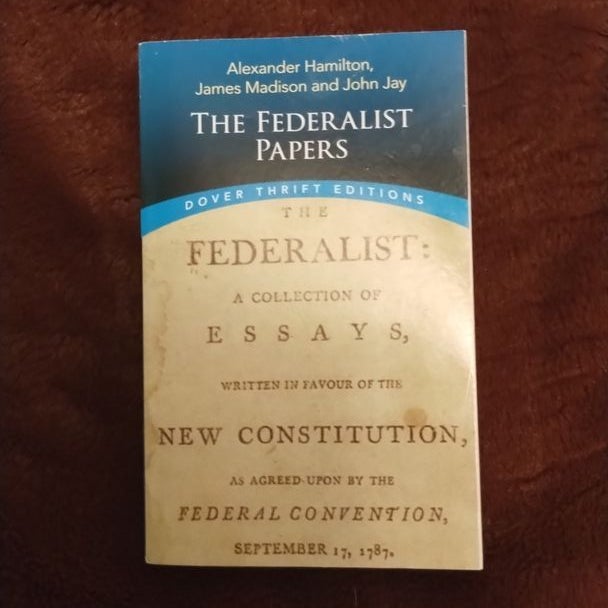 Alexander Hamilton,
James Madison and John Jay
THE FEDERALIST
PAPERS
DOVER THRIFT EDITIONS
THE
FEDERALIST:
A COLLECTION OF
ESSAYS,
WRITTEN IN FAVOUR OF THE
NEW CONSTITUTION,
AS AGREED UPON BY THE
FEDERAL CONVENTION,
SEPTEMBER 17, 1787.